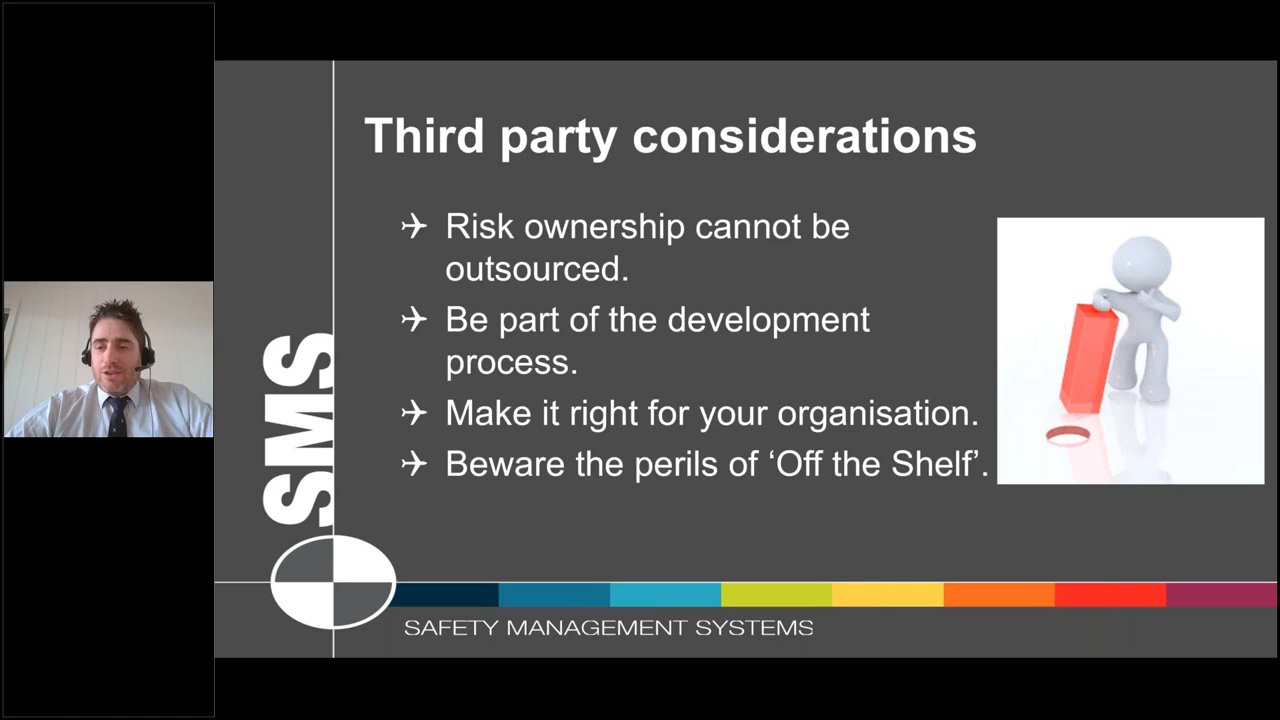 Third party considerations
Risk ownership cannot be
outsourced.
Be part of the development
process.
Make it right for your organisation.
Beware the perils of ‘Off the Shelf’.
SMS
SAFETY MANAGEMENT SYSTEMS